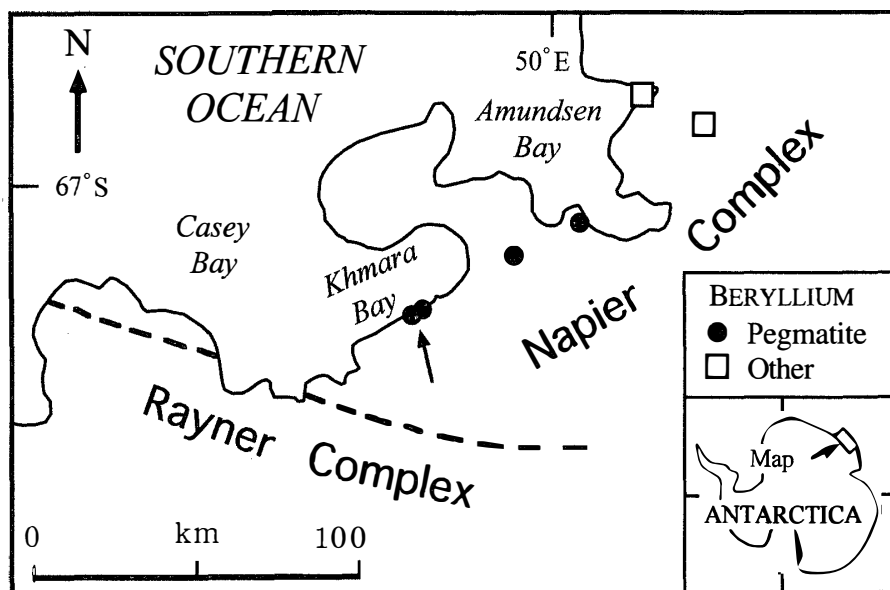 N
SOUTHERN
OCEAN
50°E
Amundsen
Bay
67°S
Casey
Bay
Khmara
Bay
Napier
Complex
Rayner
Complex
BERYLLIUM
Pegmatite
Other
Map
ANTARCTICA
0
km
100